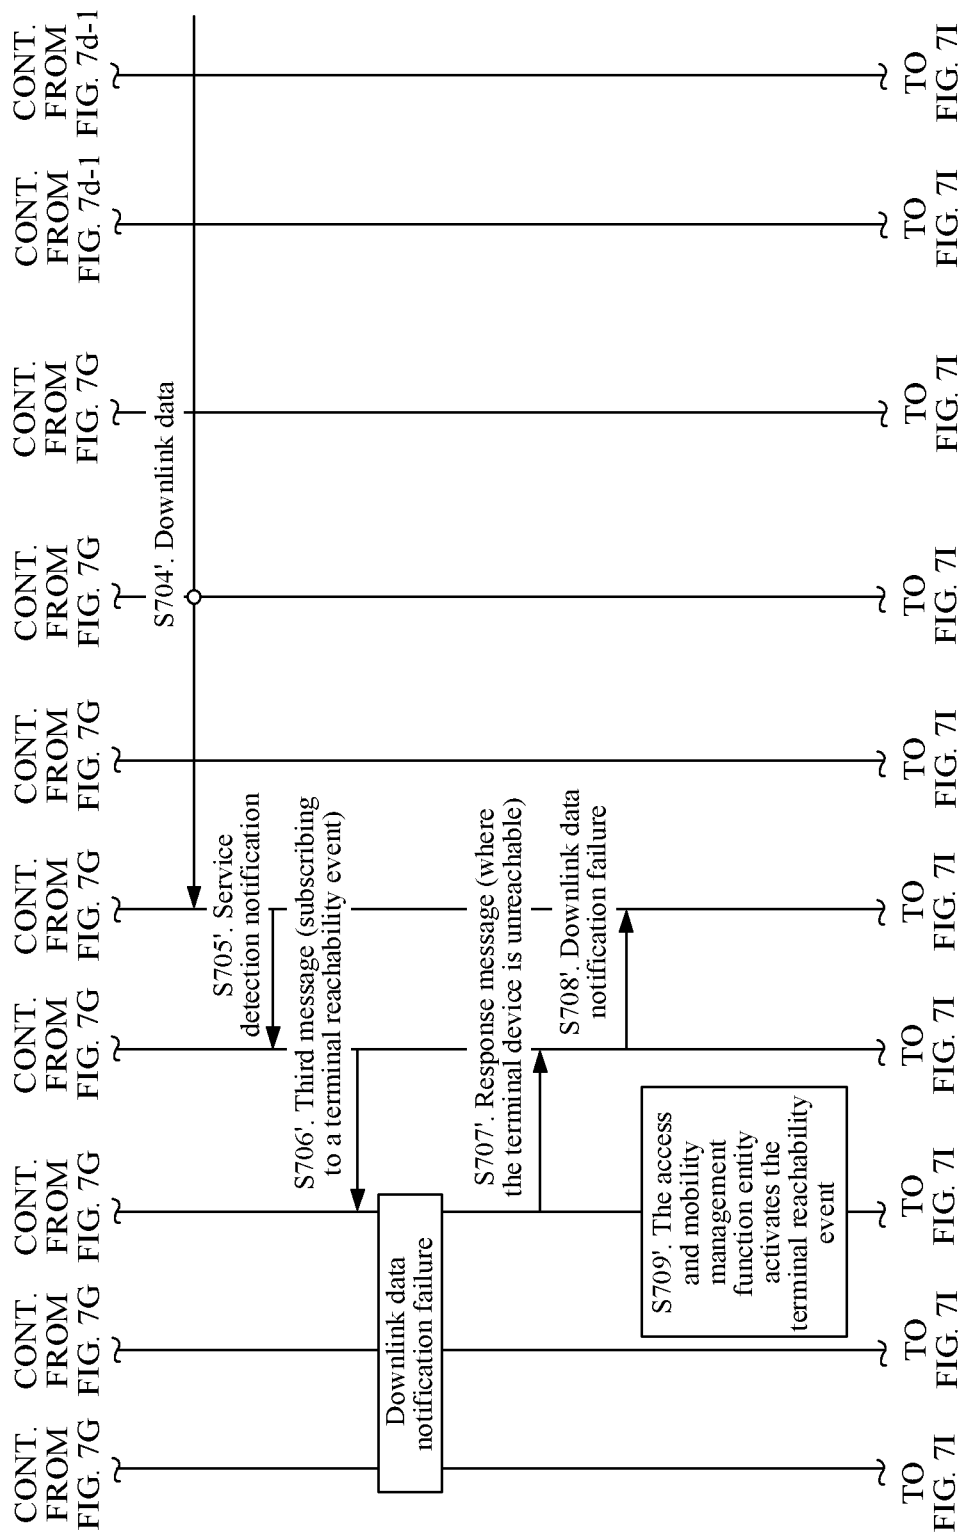 CONT.
FROM
FIG. 7G
CONT.
FROM
FIG. 7G
CONT.
FROM
FIG. 7G
CONT.
FROM
FIG. 7G
CONT.
FROM
FIG. 7G
CONT.
FROM
FIG. 7G
CONT.
FROM
FIG. 7G
CONT.
FROM
FIG. 7G
CONT.
FROM
FIG. 7d-1
CONT.
FROM
FIG. 7d-1
S704'. Downlink data
S705'. Service
detection notification
S706'. Third message (subscribing
to a terminal reachability event)
Downlink data
notification failure
S707'. Response message (where
the terminal device is unreachable)
S708'. Downlink data
notification failure
S709'. The access
and mobility
management
function entity
activates the
terminal reachability
event
TO
FIG. 7I
TO
FIG. 7I
TO
FIG. 7I
TO
FIG. 7I
TO
FIG. 7I
TO
FIG. 7I
TO
FIG. 7I
TO
FIG. 7I
TO
FIG. 7I
TO
FIG. 7I